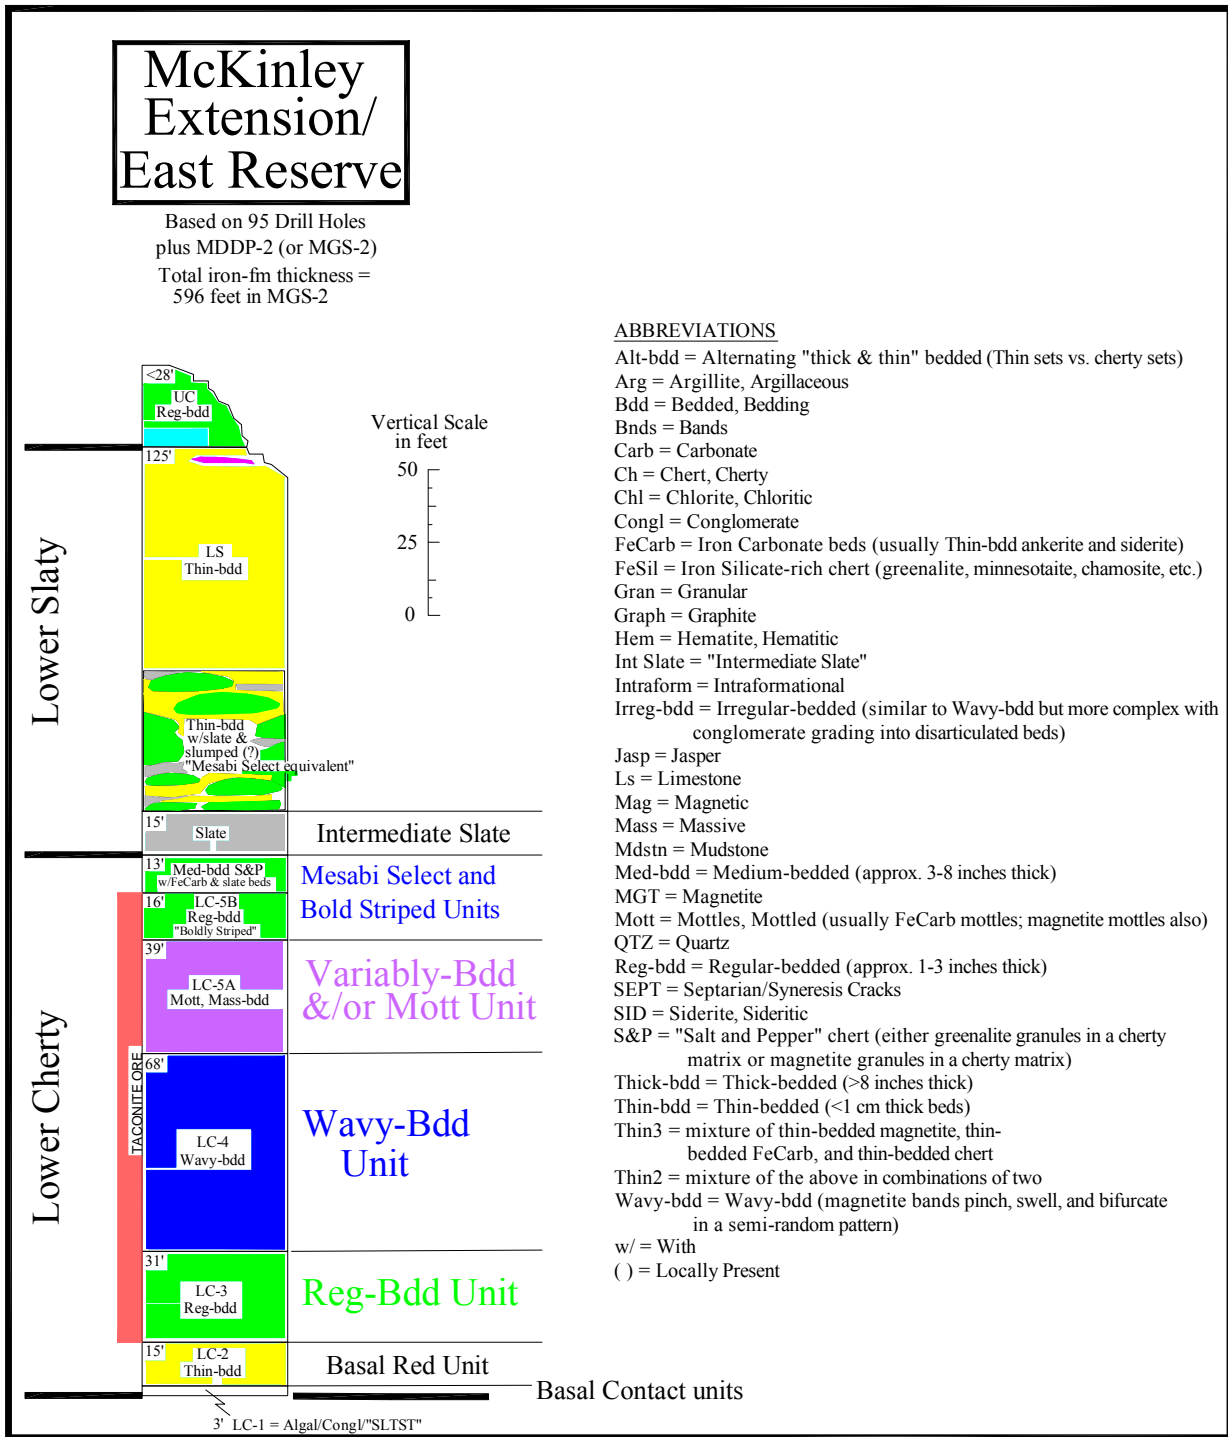 McKinley
Extension/
East Reserve
Based on 95 Drill Holes
plus MDDP-2 (or MGS-2)
Total iron-fm thickness =
596 feet in MGS-2
<28'
UC
Reg-bdd
125'
LS
Thin-bdd
Thin-bdd
w/slate &
slumped (?)
"Mesabi Select equivalent"
15'
Slate
Intermediate Slate
13'
Med-bdd S&P
w/FeCarb & slate beds
Mesabi Select and
Bold Striped Units
16'
LC-5B
Reg-bdd
"Boldly Striped"
39'
LC-5A
Mott, Mass-bdd
Variably-Bdd
&/or Mott Unit
68'
LC-4
Wavy-bdd
Wavy-Bdd
Unit
31'
LC-3
Reg-bdd
Reg-Bdd Unit
15'
LC-2
Thin-bdd
Basal Red Unit
Basal Contact units
3' LC-1 = Algal/Congl/"SLTST"
Lower Slaty
Lower Cherty
TACONITE ORE
Vertical Scale
in feet
50
25
0
ABBREVIATIONS
Alt-bdd = Alternating "thick & thin" bedded (Thin sets vs. cherty sets)
Arg = Argillite, Argillaceous
Bdd = Bedded, Bedding
Bnds = Bands
Carb = Carbonate
Ch = Chert, Cherty
Chl = Chlorite, Chloritic
Congl = Conglomerate
FeCarb = Iron Carbonate beds (usually Thin-bdd ankerite and siderite)
FeSil = Iron Silicate-rich chert (greenalite, minnesotaite, chamosite, etc.)
Gran = Granular
Graph = Graphite
Hem = Hematite, Hematitic
Int Slate = "Intermediate Slate"
Intraform = Intraformational
Irreg-bdd = Irregular-bedded (similar to Wavy-bdd but more complex with
conglomerate grading into disarticulated beds)
Jasp = Jasper
Ls = Limestone
Mag = Magnetic
Mass = Massive
Mdstn = Mudstone
Med-bdd = Medium-bedded (approx. 3-8 inches thick)
MGT = Magnetite
Mott = Mottles, Mottled (usually FeCarb mottles; magnetite mottles also)
QTZ = Quartz
Reg-bdd = Regular-bedded (approx. 1-3 inches thick)
SEPT = Septarian/Syneresis Cracks
SID = Siderite, Sideritic
S&P = "Salt and Pepper" chert (either greenalite granules in a cherty
matrix or magnetite granules in a cherty matrix)
Thick-bdd = Thick-bedded (>8 inches thick)
Thin-bdd = Thin-bedded (<1 cm thick beds)
Thin3 = mixture of thin-bedded magnetite, thin-
bedded FeCarb, and thin-bedded chert
Thin2 = mixture of the above in combinations of two
Wavy-bdd = Wavy-bdd (magnetite bands pinch, swell, and bifurcate
in a semi-random pattern)
w/ = With
( ) = Locally Present